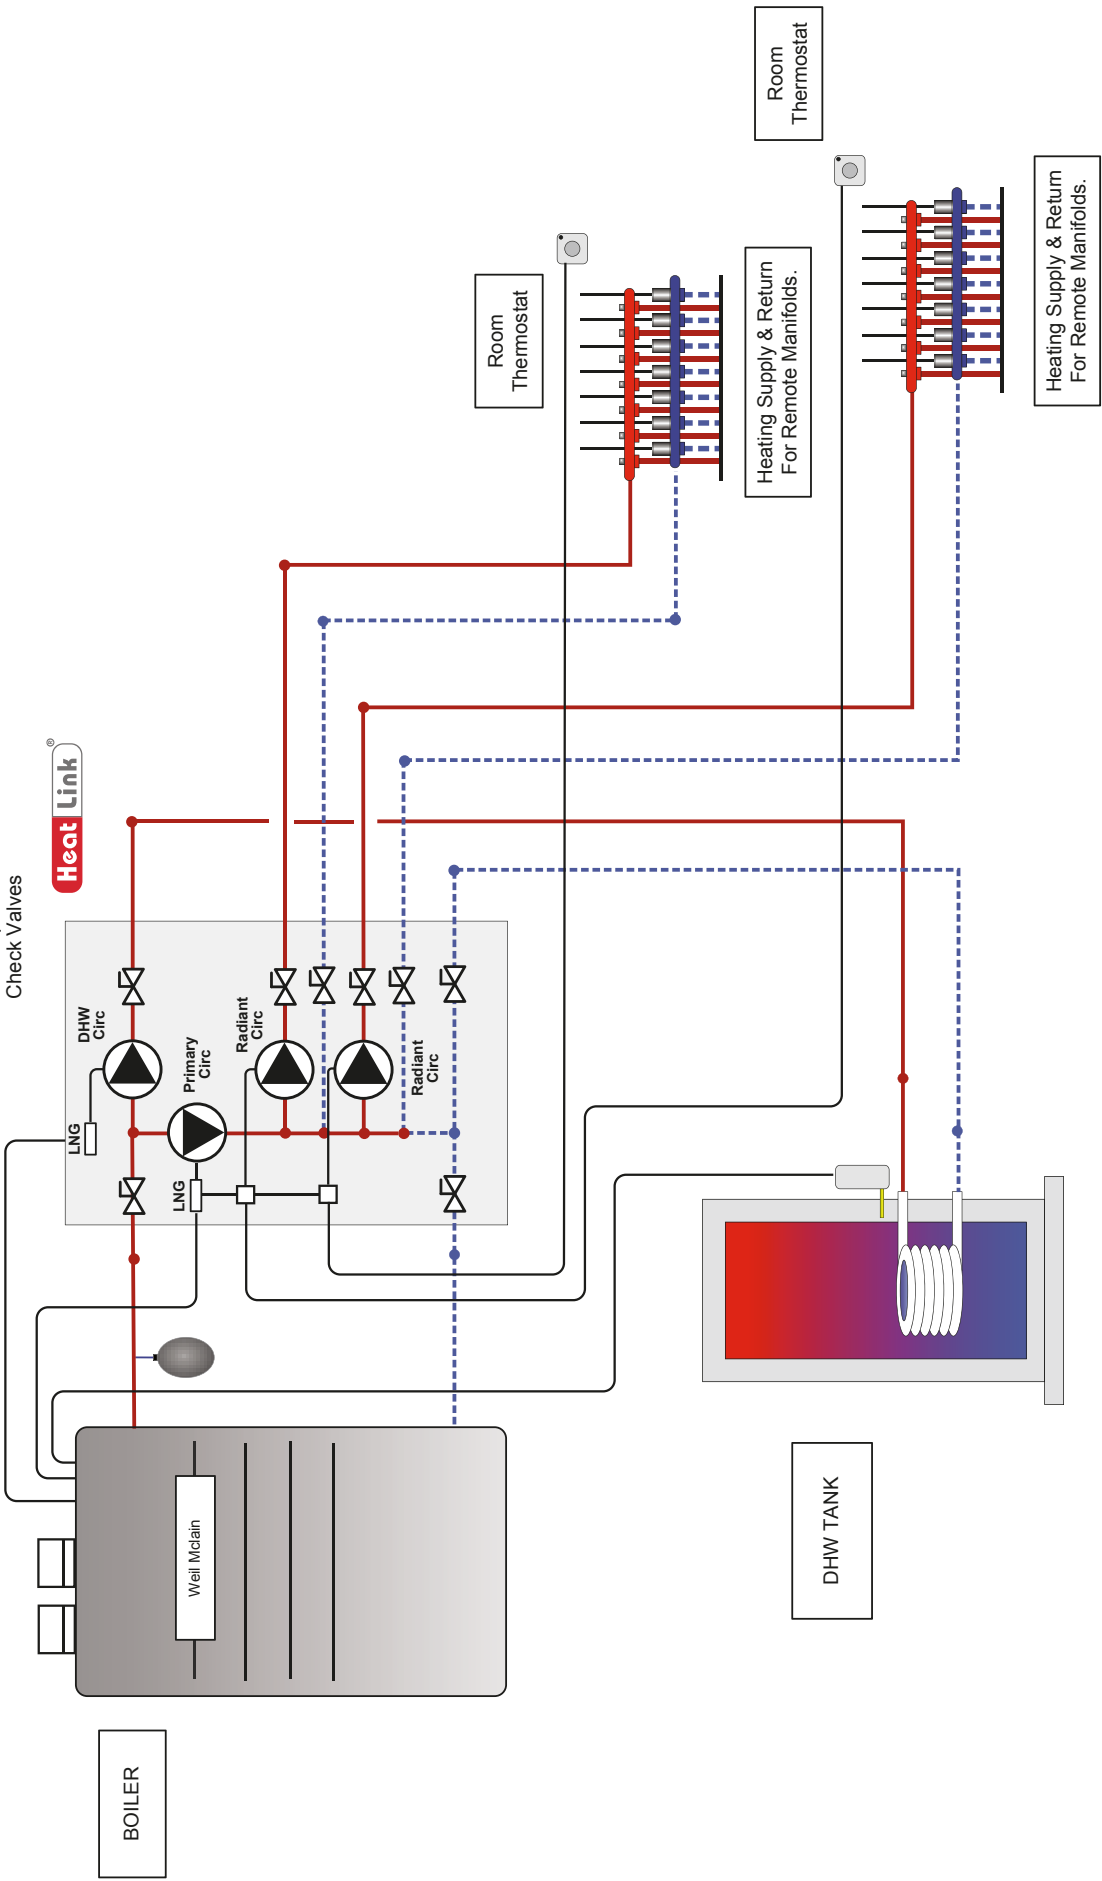 Check Valves
Heat Link ®
BOILER
LNG
DHW
Circ
LNG
Primary
Circ
Weil Mclain
Radiant
Circ
Radiant
Circ
Room
Thermostat
Heating Supply & Return
For Remote Manifolds.
Room
Thermostat
DHW TANK
Heating Supply & Return
For Remote Manifolds.